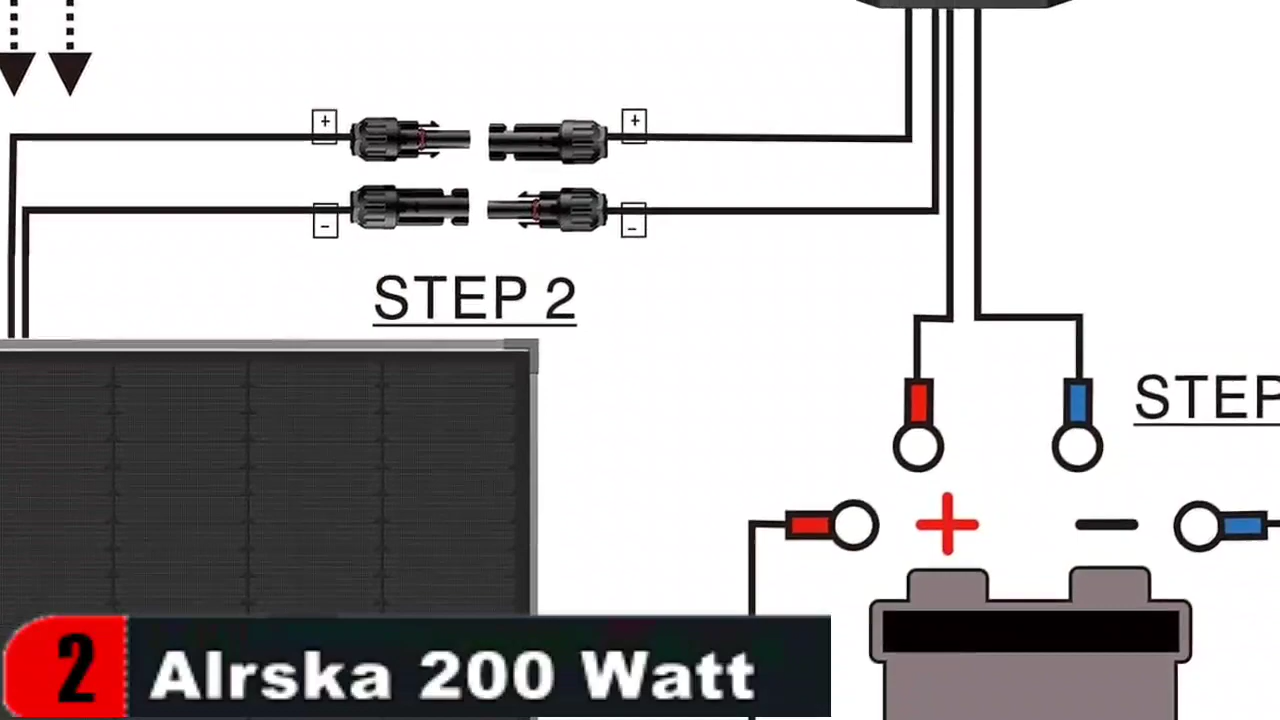 + +
- -
STEP 2
STEP
+ -
2 Alrska 200 Watt